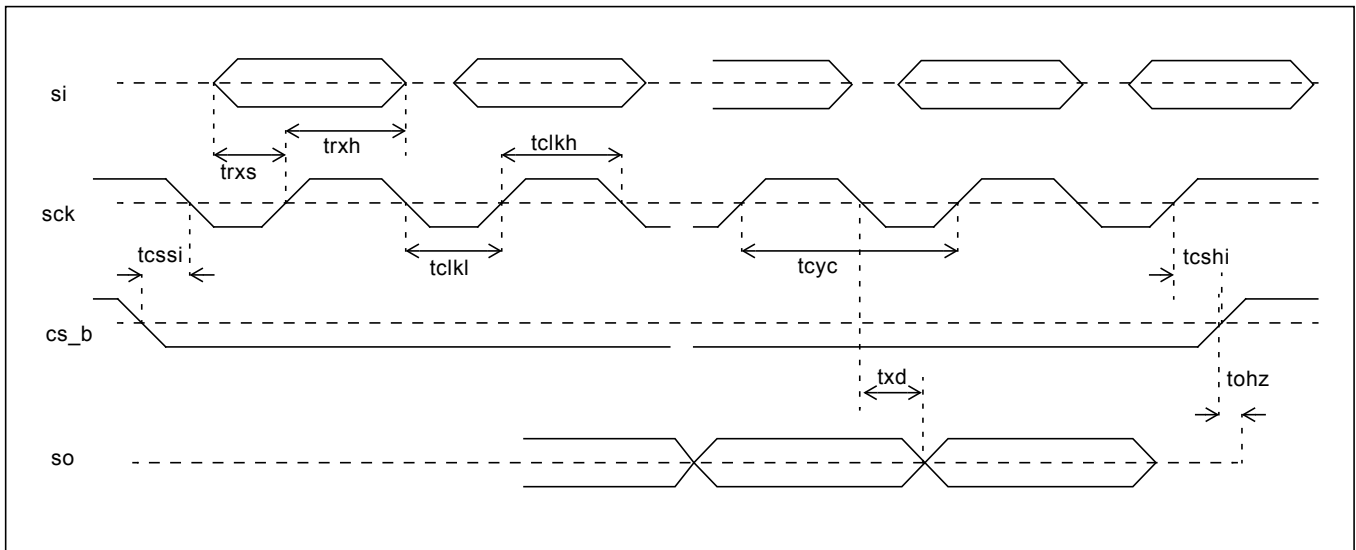 si
trxh
tclkh
trxs
sck
tcssi
tclkl
tcyc
tcshi
cs_b
txd
tohz
so